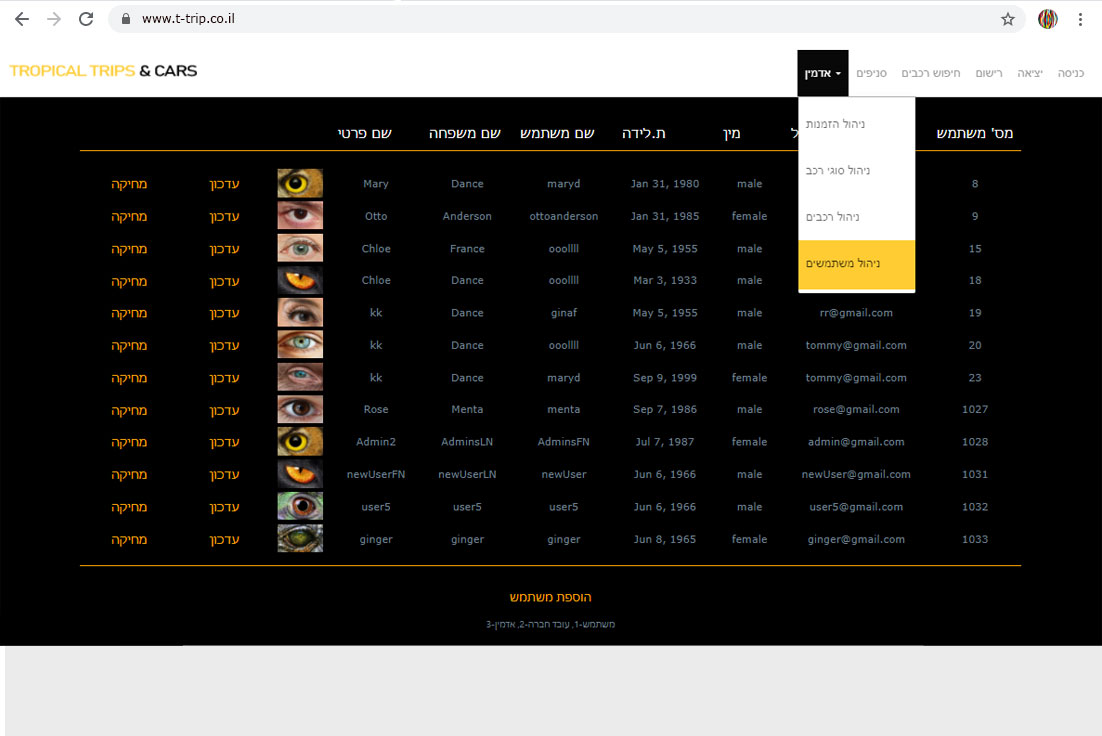 www.t-trip.co.il
TROPICAL TRIPS & CARS
כניסה יציאה רישום חיפוש רכבים סניפים אדמין
ניהול הזמנות
ניהול סוגי רכב
ניהול רכבים
ניהול משתמשים
מס' משתמש מין ת.לידה שם משתמש שם משפחה שם פרטי
8 male Jan 31, 1980 maryd Dance Mary עדכון מחיקה
9 female Jan 31, 1985 ottoanderson Anderson Otto עדכון מחיקה
15 male May 5, 1955 ooollll France Chloe עדכון מחיקה
18 male Mar 3, 1933 ooollll Dance Chloe עדכון מחיקה
19 rr@gmail.com male May 5, 1955 ginaf Dance kk עדכון מחיקה
20 tommy@gmail.com male Jun 6, 1966 ooollll Dance kk עדכון מחיקה
23 tommy@gmail.com female Sep 9, 1999 maryd Dance kk עדכון מחיקה
1027 rose@gmail.com male Sep 7, 1986 menta Menta Rose עדכון מחיקה
1028 admin@gmail.com female Jul 7, 1987 AdminsFN AdminsLN Admin2 עדכון מחיקה
1031 newUser@gmail.com male Jun 6, 1966 newUser newUserLN newUserFN עדכון מחיקה
1032 user5@gmail.com male Jun 6, 1966 user5 user5 user5 עדכון מחיקה
1033 ginger@gmail.com female Jun 8, 1965 ginger ginger ginger עדכון מחיקה
הוספת משתמש
משתמש-1, עובד חברה-2, אדמין-3